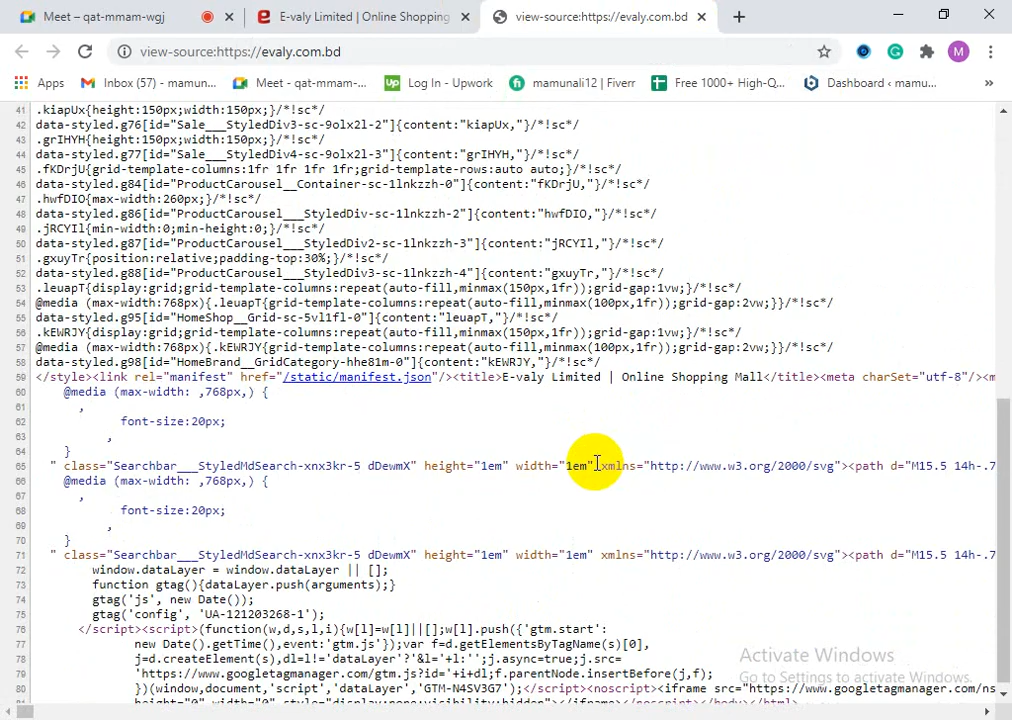 Meet – qat-mmam-wgj
E-valy Limited | Online Shopping
view-source:https://evaly.com.bd
view-source:https://evaly.com.bd
M
Apps
Inbox (57) - mamun...
Meet - qat-mmam-...
Up Log In - Upwork
fi mamunali12 | Fiverr
Free 1000+ High-Q...
Dashboard ‹ mamu...
»
41 .kiapUx{height:150px;width:150px;}/*!sc*/
42 data-styled.g76[id="Sale___StyledDiv3-sc-9olx2l-2"]{content:"kiapUx,"}/*!sc*/
43 .grIHYH{height:150px;width:150px;}/*!sc*/
44 data-styled.g77[id="Sale___StyledDiv4-sc-9olx2l-3"]{content:"grIHYH,"}/*!sc*/
45 .fKDrjU{grid-template-columns:1fr 1fr 1fr 1fr;grid-template-rows:auto auto;}/*!sc*/
46 data-styled.g84[id="ProductCarousel__Container-sc-1lnkzzh-0"]{content:"fKDrjU,"}/*!sc*/
47 .hwfDIO{max-width:260px;}/*!sc*/
48 data-styled.g86[id="ProductCarousel___StyledDiv-sc-1lnkzzh-2"]{content:"hwfDIO,"}/*!sc*/
49 .jRCYIl{min-width:0;min-height:0;}/*!sc*/
50 data-styled.g87[id="ProductCarousel___StyledDiv2-sc-1lnkzzh-3"]{content:"jRCYIl,"}/*!sc*/
51 .gxuyTr{position:relative;padding-top:30%;}/*!sc*/
52 data-styled.g88[id="ProductCarousel___StyledDiv3-sc-1lnkzzh-4"]{content:"gxuyTr,"}/*!sc*/
53 .leuapT{display:grid;grid-template-columns:repeat(auto-fill,minmax(150px,1fr));grid-gap:1vw;}/*!sc*/
54 @media (max-width:768px){.leuapT{grid-template-columns:repeat(auto-fill,minmax(100px,1fr));grid-gap:2vw;}}/*!sc*/
55 data-styled.g95[id="HomeShop__Grid-sc-5vl1fl-0"]{content:"leuapT,"}/*!sc*/
56 .kEWRJY{display:grid;grid-template-columns:repeat(auto-fill,minmax(150px,1fr));grid-gap:1vw;}/*!sc*/
57 @media (max-width:768px){.kEWRJY{grid-template-columns:repeat(auto-fill,minmax(100px,1fr));grid-gap:2vw;}}/*!sc*/
58 data-styled.g98[id="HomeBrand__GridCategory-hhe81m-0"]{content:"kEWRJY,"}/*!sc*/
59 </style><link rel="manifest" href="/static/manifest.json"/><title>E-valy Limited | Online Shopping Mall</title><meta charSet="utf-8"/><m
60 @media (max-width: ,768px,) {
61 ,
62 font-size:20px;
63 ,
64 }
65 " class="Searchbar___StyledMdSearch-xnx3kr-5 dDewmX" height="1em" width="1em" xmlns="http://www.w3.org/2000/svg"><path d="M15.5 14h-.7
66 @media (max-width: ,768px,) {
67 ,
68 font-size:20px;
69 ,
70 }
71 " class="Searchbar___StyledMdSearch-xnx3kr-5 dDewmX" height="1em" width="1em" xmlns="http://www.w3.org/2000/svg"><path d="M15.5 14h-.7
72 window.dataLayer = window.dataLayer || [];
73 function gtag(){dataLayer.push(arguments);}
74 gtag('js', new Date());
75 gtag('config', 'UA-121203268-1');
76 </script><script>(function(w,d,s,l,i){w[l]=w[l]||[];w[l].push({'gtm.start':
77 new Date().getTime(),event:'gtm.js'});var f=d.getElementsByTagName(s)[0],
78 j=d.createElement(s),dl=l!='dataLayer'?'&l='+l:'';j.async=true;j.src=
79 'https://www.googletagmanager.com/gtm.js?id='+i+dl;f.parentNode.insertBefore(j,f);
80 })(window,document,'script','dataLayer','GTM-N4SV3G7');</script><noscript><iframe src="https://www.googletagmanager.com/ns
Activate Windows
Go to Settings to activate Windows.